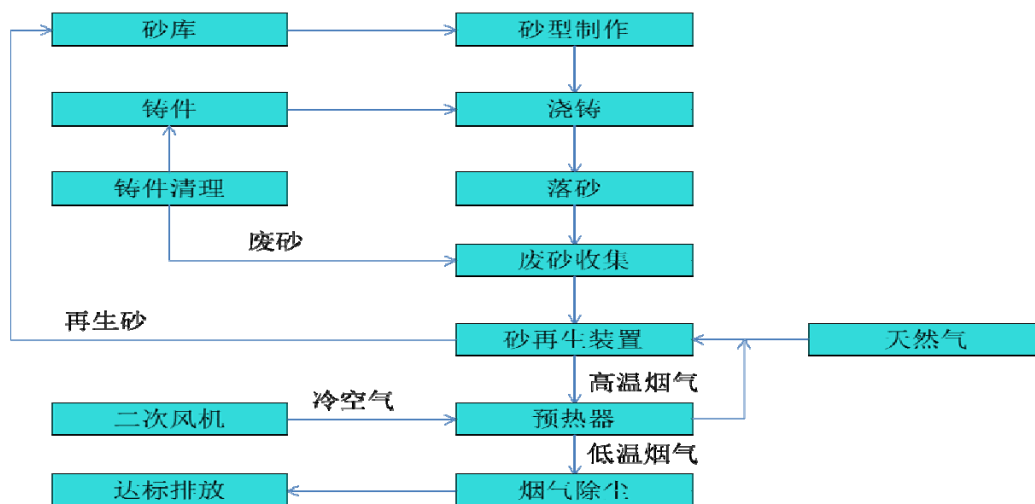 砂库
砂型制作
铸件
浇铸
铸件清理
落砂
废砂
废砂收集
再生砂
砂再生装置
天然气
高温烟气
冷空气
二次风机
预热器
低温烟气
达标排放
烟气除尘